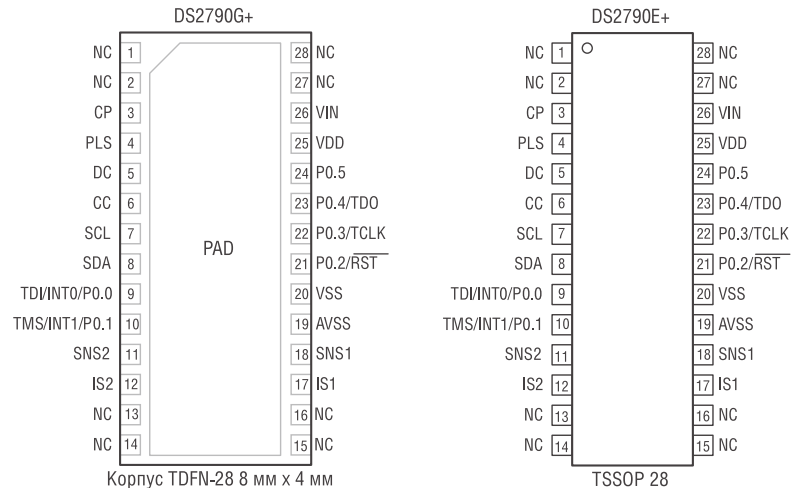 DS2790G+
NC 1
NC 2
CP 3
PLS 4
DC 5
CC 6
SCL 7
SDA 8
TDI/INT0/P0.0 9
TMS/INT1/P0.1 10
SNS2 11
IS2 12
NC 13
NC 14
PAD
28 NC
27 NC
26 VIN
25 VDD
24 P0.5
23 P0.4/TDO
22 P0.3/TCLK
21 P0.2/RST
20 VSS
19 AVSS
18 SNS1
17 IS1
16 NC
15 NC
Корпус TDFN-28 8 мм x 4 мм
DS2790E+
NC 1
NC 2
CP 3
PLS 4
DC 5
CC 6
SCL 7
SDA 8
TDI/INT0/P0.0 9
TMS/INT1/P0.1 10
SNS2 11
IS2 12
NC 13
NC 14
28 NC
27 NC
26 VIN
25 VDD
24 P0.5
23 P0.4/TDO
22 P0.3/TCLK
21 P0.2/RST
20 VSS
19 AVSS
18 SNS1
17 IS1
16 NC
15 NC
TSSOP 28